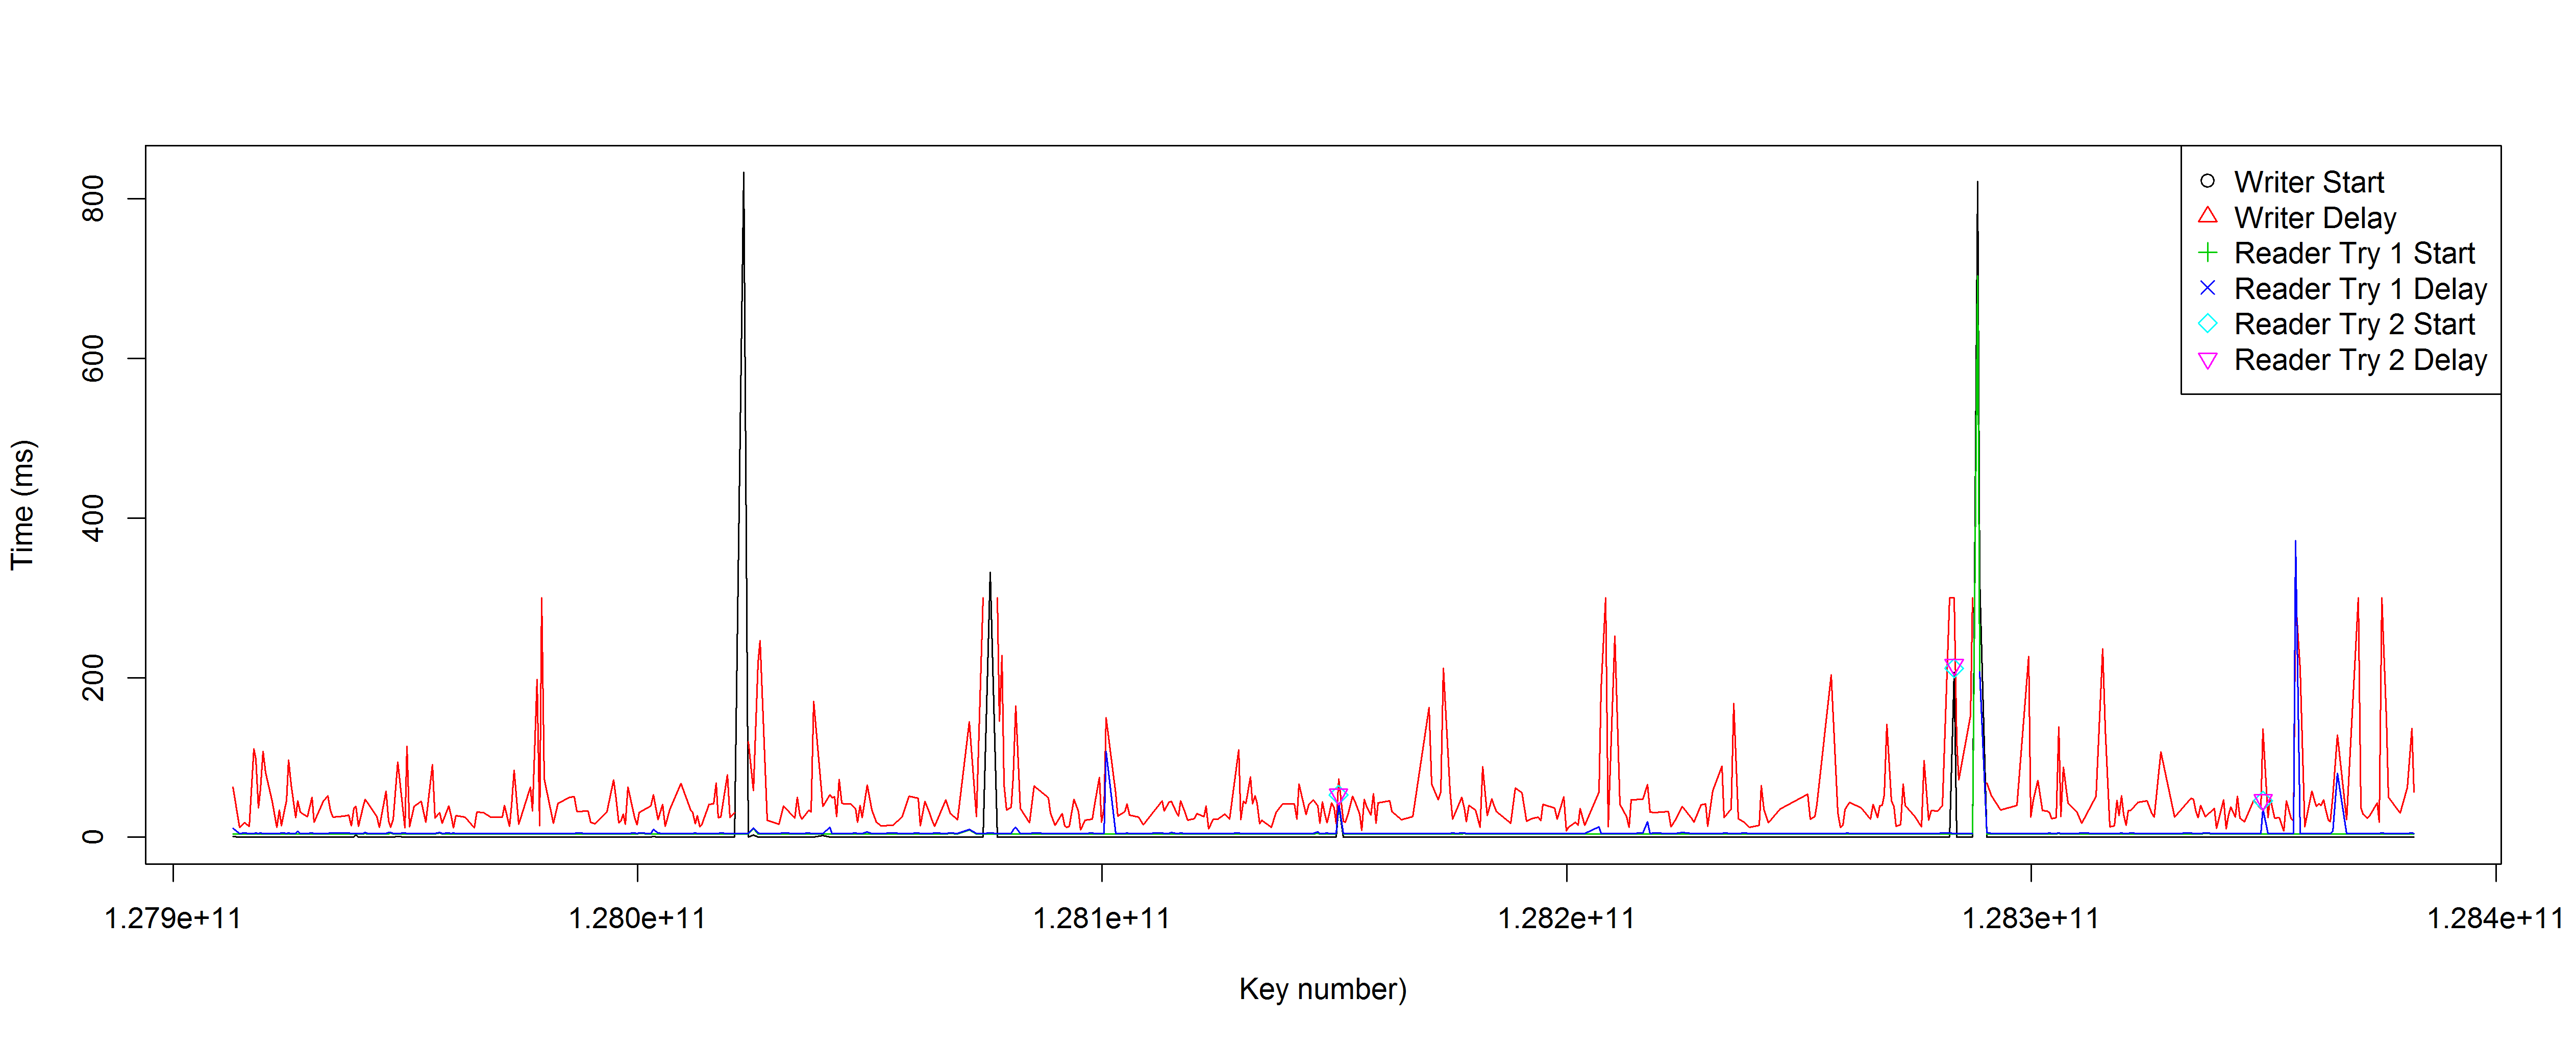 Writer Start
Writer Delay
Reader Try 1 Start
Reader Try 1 Delay
Reader Try 2 Start
Reader Try 2 Delay
Time (ms)
800
600
400
200
0
1.279e+11 1.280e+11 1.281e+11 1.282e+11 1.283e+11 1.284e+11
Key number)